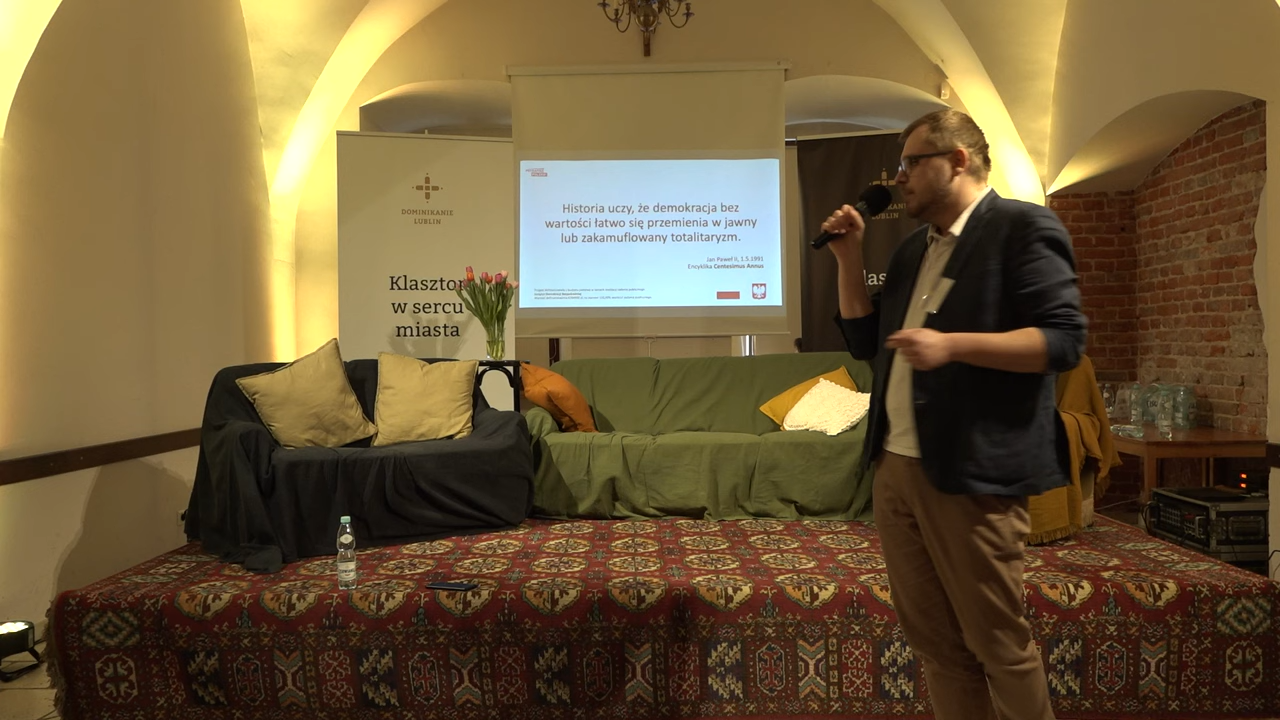 DOMINIKANIE
LUBLIN
Klasztor
w sercu
miasta
Historia uczy, że demokracja bez
wartości łatwo się przemienia w jawny
lub zakamuflowany totalitaryzm.
Jan Paweł II, 1.5.1991
Encyklika Centesimus Annus